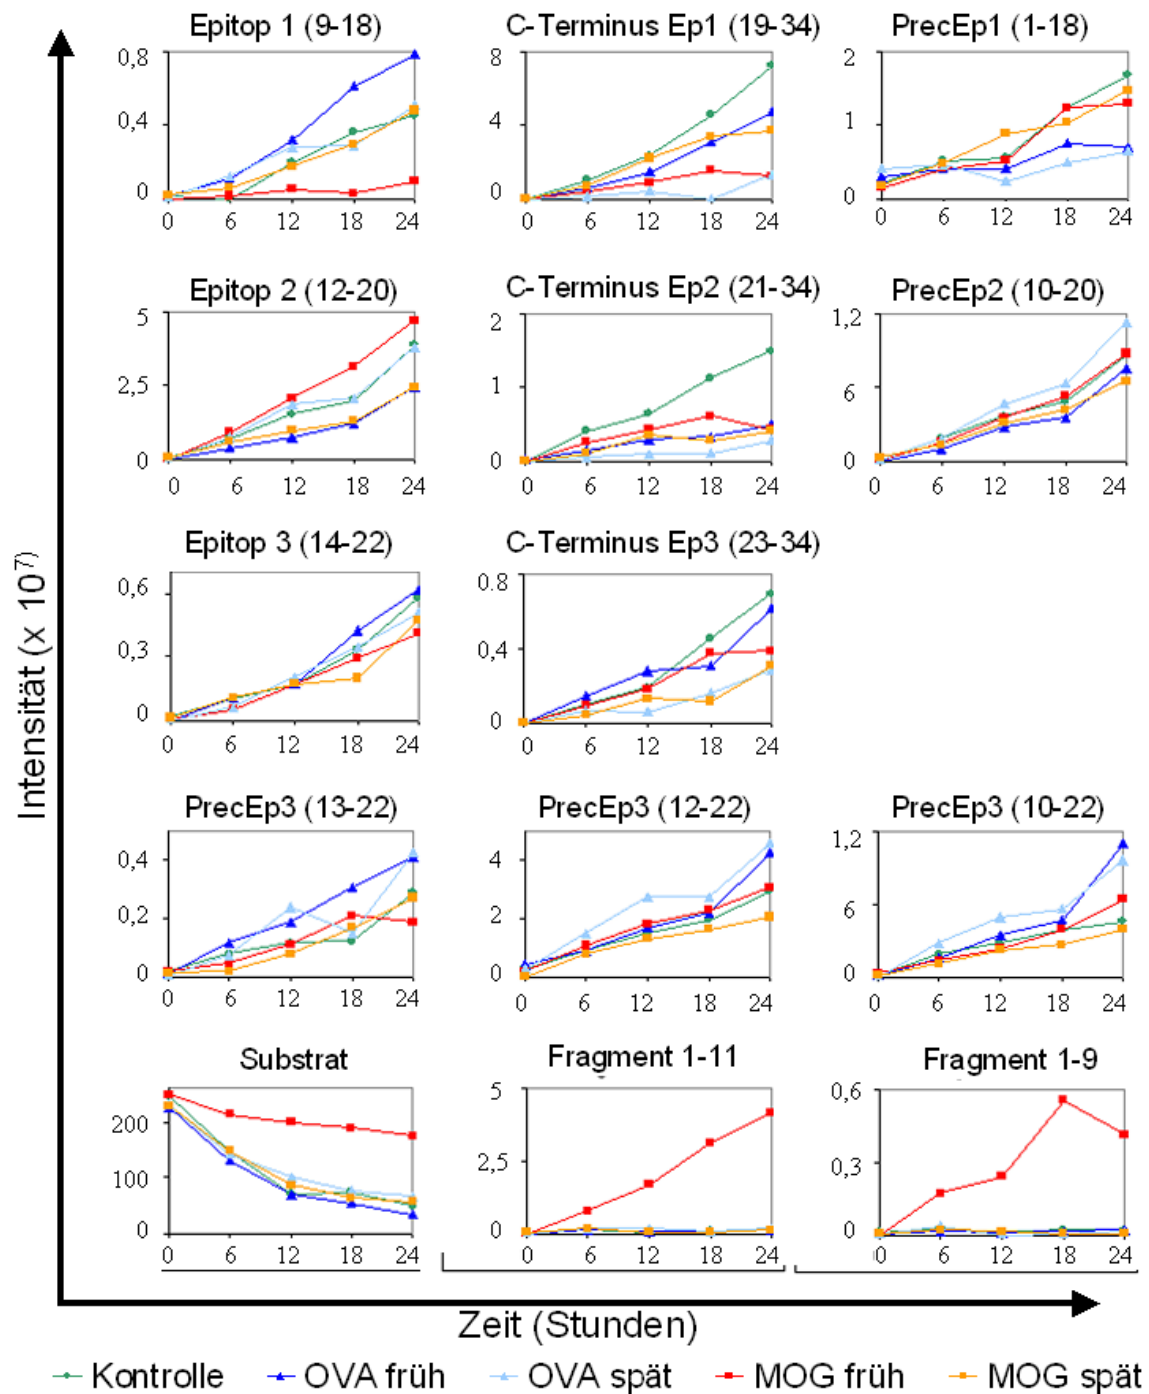 Epitop 1 (9-18) C-Terminus Ep1 (19-34) PrecEp1 (1-18)
0,8 8 2
0,4 4 1
0 0 0
0 6 12 18 24 0 6 12 18 24 0 6 12 18 24
Epitop 2 (12-20) C-Terminus Ep2 (21-34) PrecEp2 (10-20)
5 2 1,2
2,5 1 6
0 0 0
0 6 12 18 24 0 6 12 18 24 0 6 12 18 24
Epitop 3 (14-22) C-Terminus Ep3 (23-34)
0,6 0.8
0,3 0,4
0 0
0 6 12 18 24 0 6 12 18 24
PrecEp3 (13-22) PrecEp3 (12-22) PrecEp3 (10-22)
0,4 4 1,2
0,2 2 6
0 0 0
0 6 12 18 24 0 6 12 18 24 0 6 12 18 24
Substrat Fragment 1-11 Fragment 1-9
200 5 0,6
100 2,5 0,3
0 0 0
0 6 12 18 24 0 6 12 18 24 0 6 12 18 24
Intensität (x 10⁷)
Zeit (Stunden)
Kontrolle OVA früh OVA spät MOG früh MOG spät